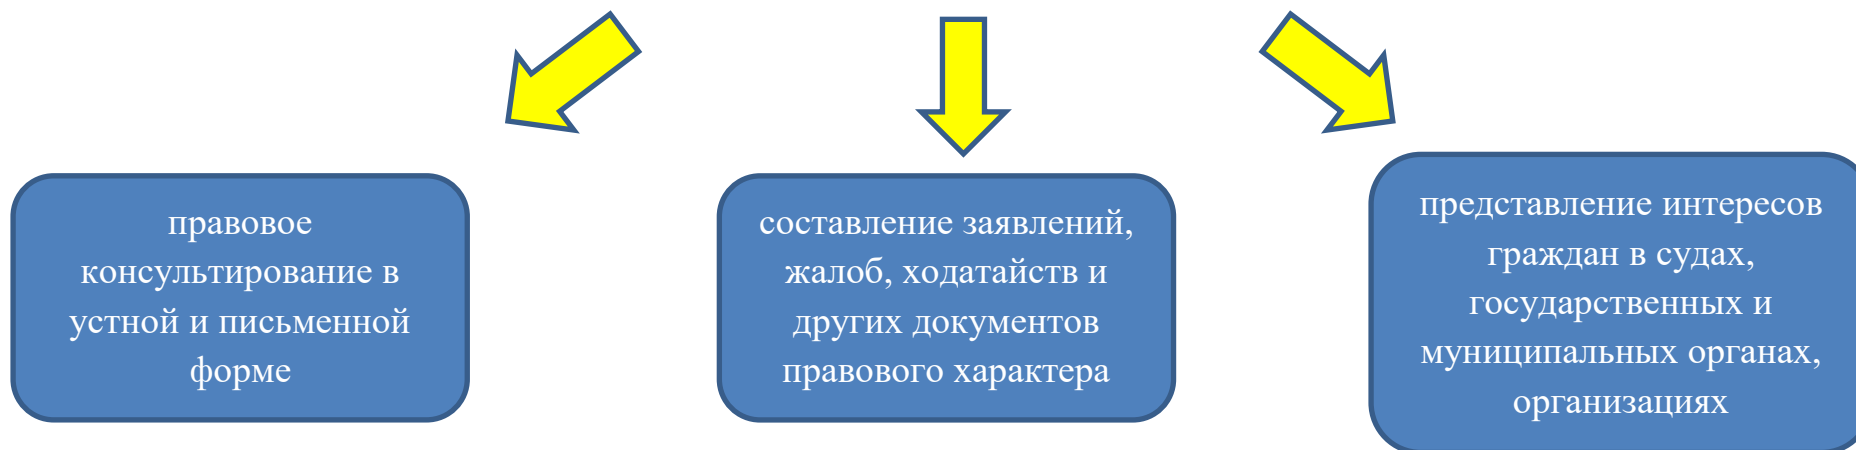 правовое
консультирование в
устной и письменной
форме
составление заявлений,
жалоб, ходатайств и
других документов
правового характера
представление интересов
граждан в судах,
государственных и
муниципальных органах,
организациях